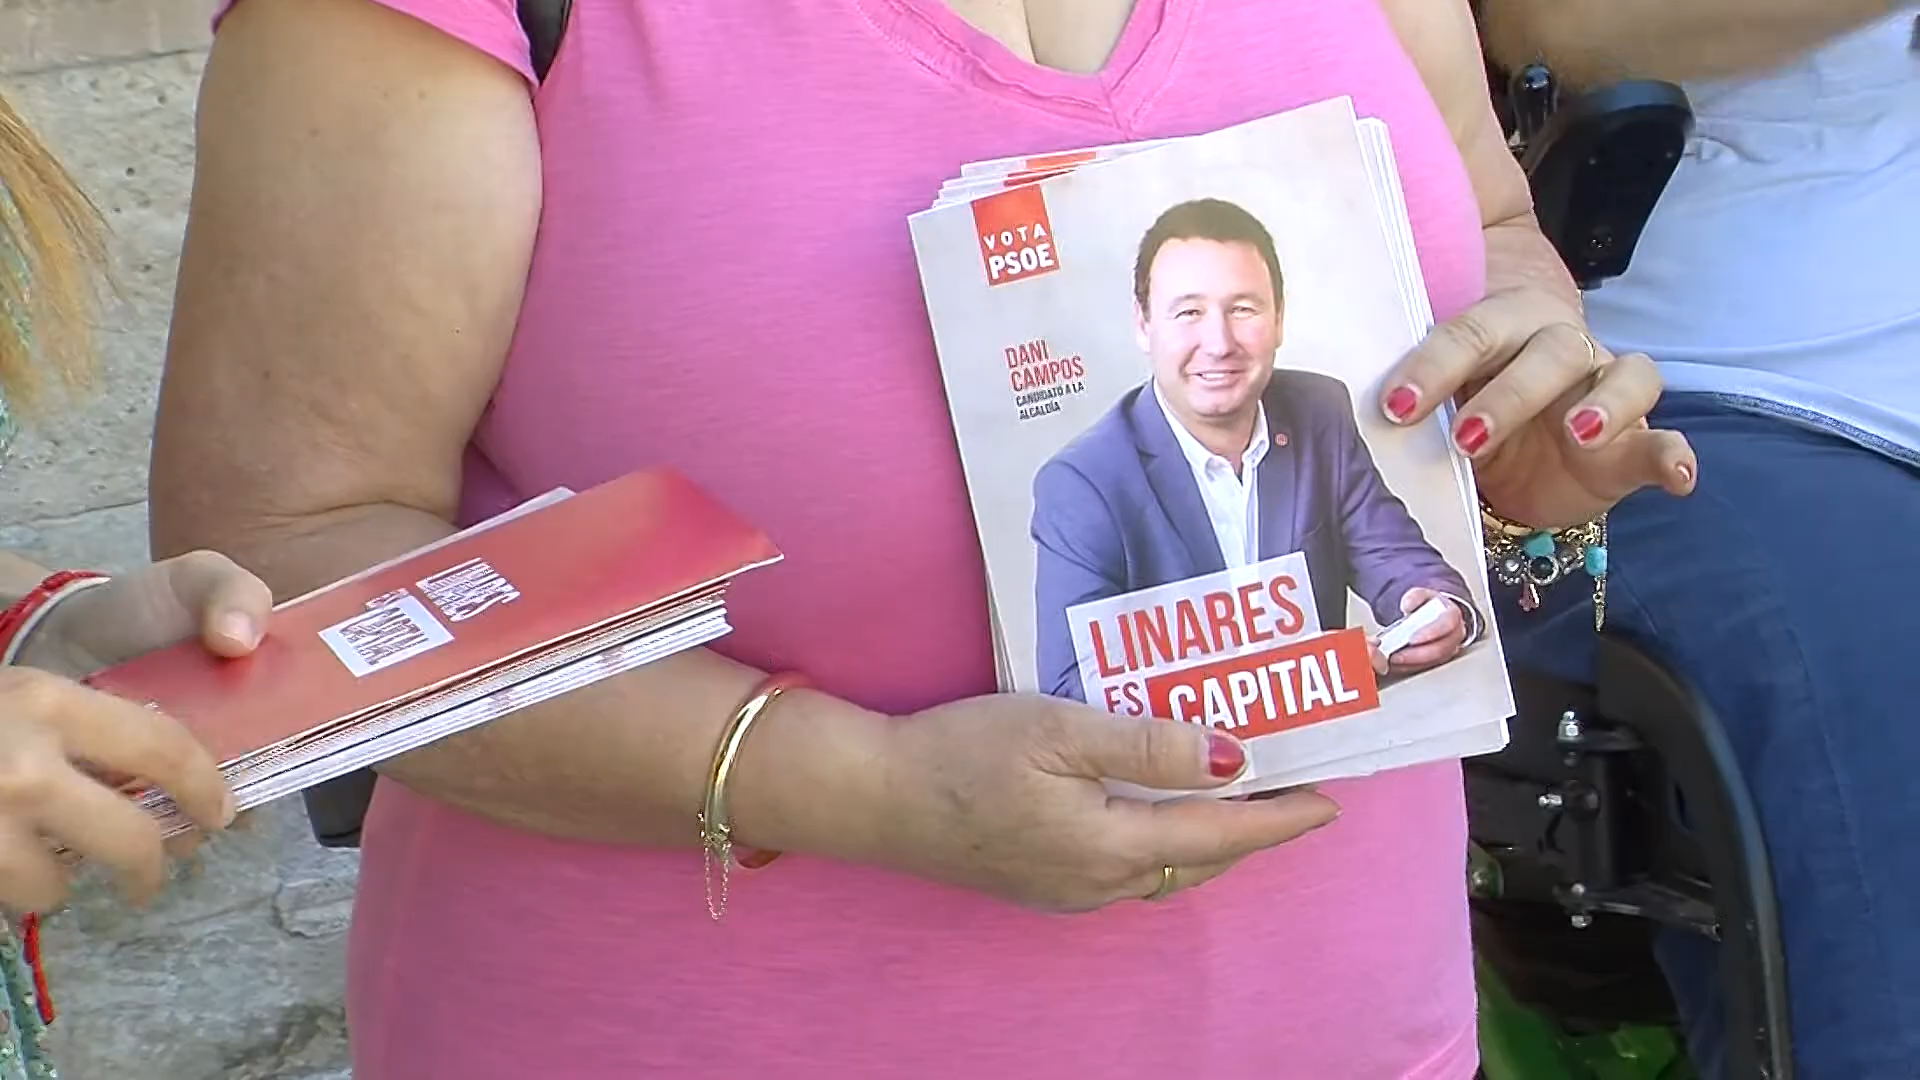 VOTA
PSOE
DANI
CAMPOS
CANDIDATO A LA
ALCALDÍA
LINARES
ES CAPITAL